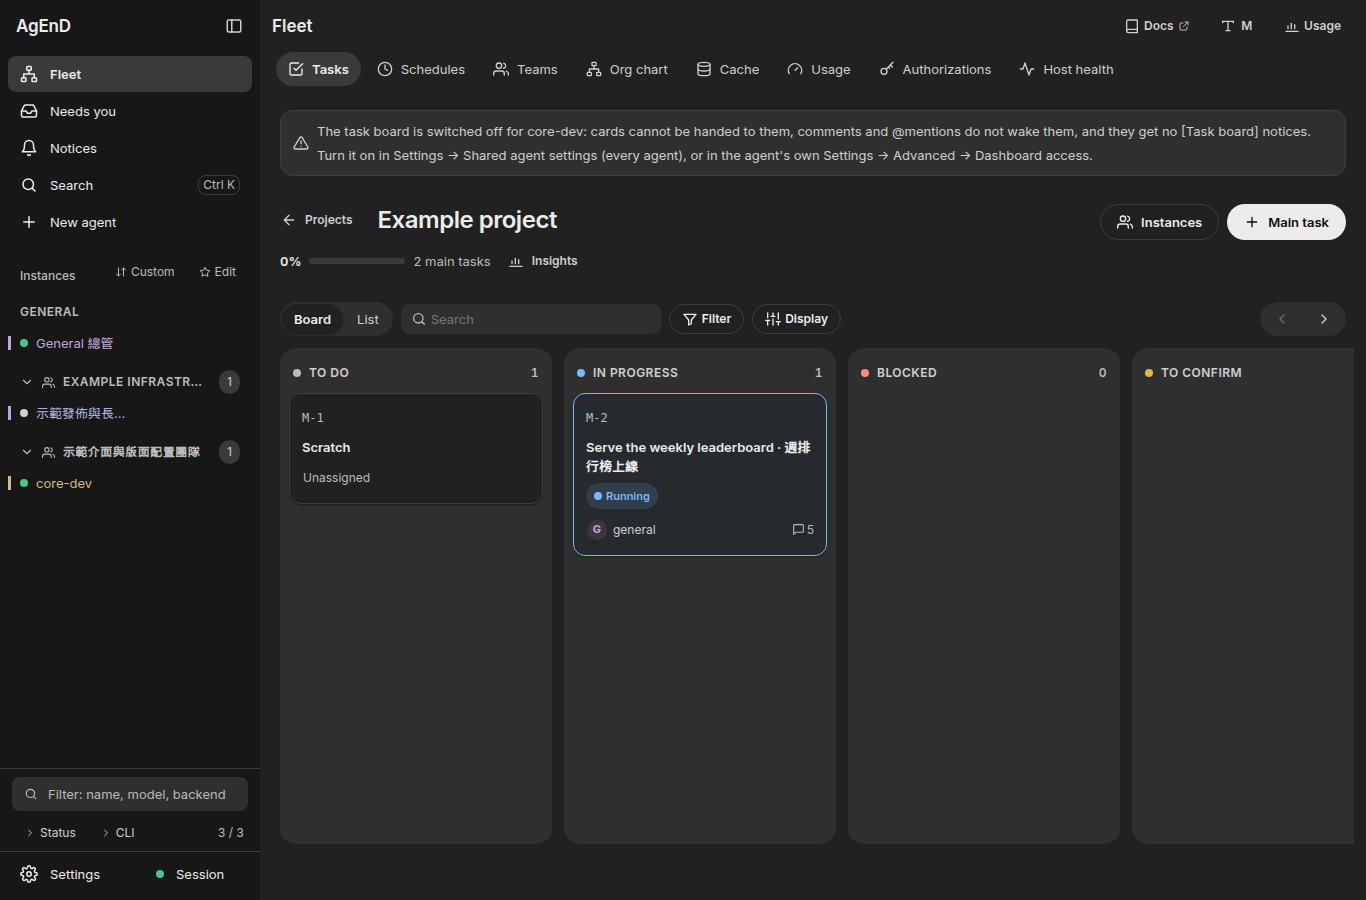 AgEnD
Fleet
Needs you
Notices
Search Ctrl K
New agent
Instances Custom Edit
GENERAL
General 總管
EXAMPLE INFRASTR... 1
示範發佈與長...
示範介面與版面配置團隊 1
core-dev
Filter: name, model, backend
Status CLI 3 / 3
Settings Session
Fleet
Docs M Usage
Tasks Schedules Teams Org chart Cache Usage Authorizations Host health
The task board is switched off for core-dev: cards cannot be handed to them, comments and @mentions do not wake them, and they get no [Task board] notices.
Turn it on in Settings → Shared agent settings (every agent), or in the agent's own Settings → Advanced → Dashboard access.
Projects Example project
Instances Main task
0% 2 main tasks Insights
Board List Search Filter Display
TO DO 1
M-1
Scratch
Unassigned
IN PROGRESS 1
M-2
Serve the weekly leaderboard · 週排
行榜上線
Running
G general 5
BLOCKED 0
TO CONFIRM